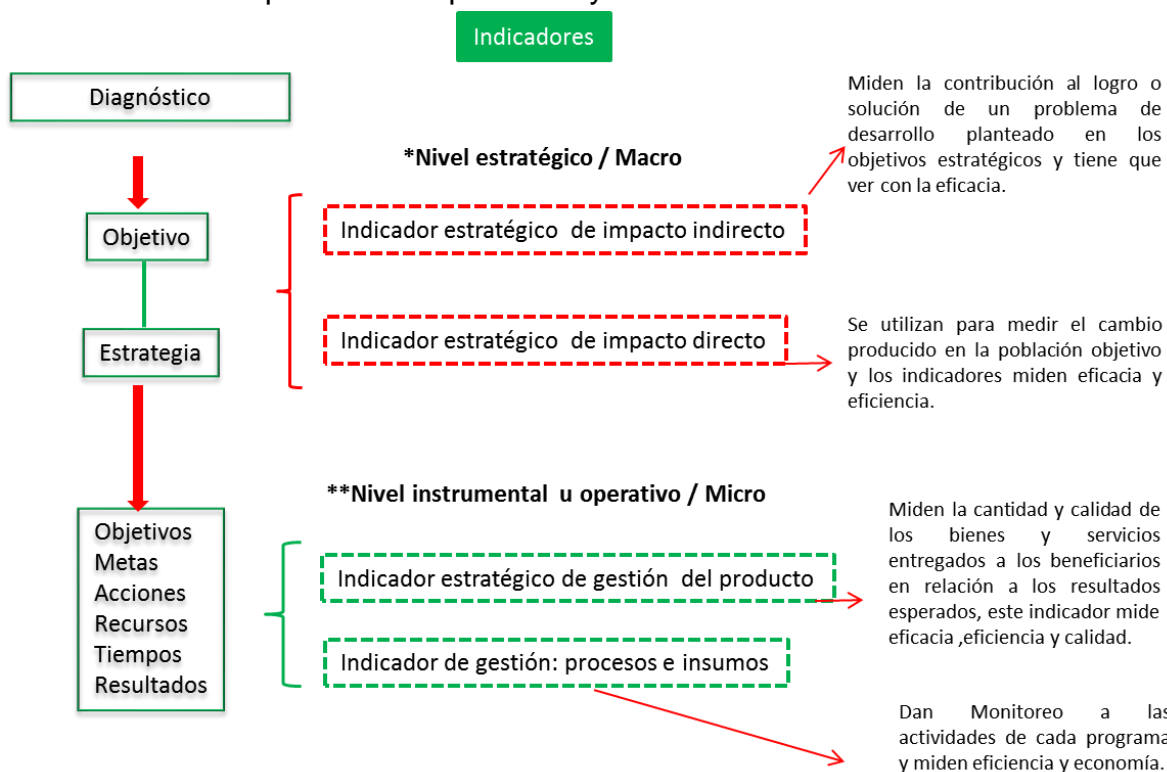 Indicadores
Diagnóstico
Objetivo
Estrategia
Objetivos
Metas
Acciones
Recursos
Tiempos
Resultados
*Nivel estratégico / Macro
Indicador estratégico de impacto indirecto
Indicador estratégico de impacto directo
**Nivel instrumental u operativo / Micro
Indicador estratégico de gestión del producto
Indicador de gestión: procesos e insumos
Miden la contribución al logro o
solución de un problema de
desarrollo planteado en los
objetivos estratégicos y tiene que
ver con la eficacia.
Se utilizan para medir el cambio
producido en la población objetivo
y los indicadores miden eficacia y
eficiencia.
Miden la cantidad y calidad de
los bienes y servicios
entregados a los beneficiarios
en relación a los resultados
esperados, este indicador mide
eficacia ,eficiencia y calidad.
Dan Monitoreo a las
actividades de cada programa
y miden eficiencia y economía.